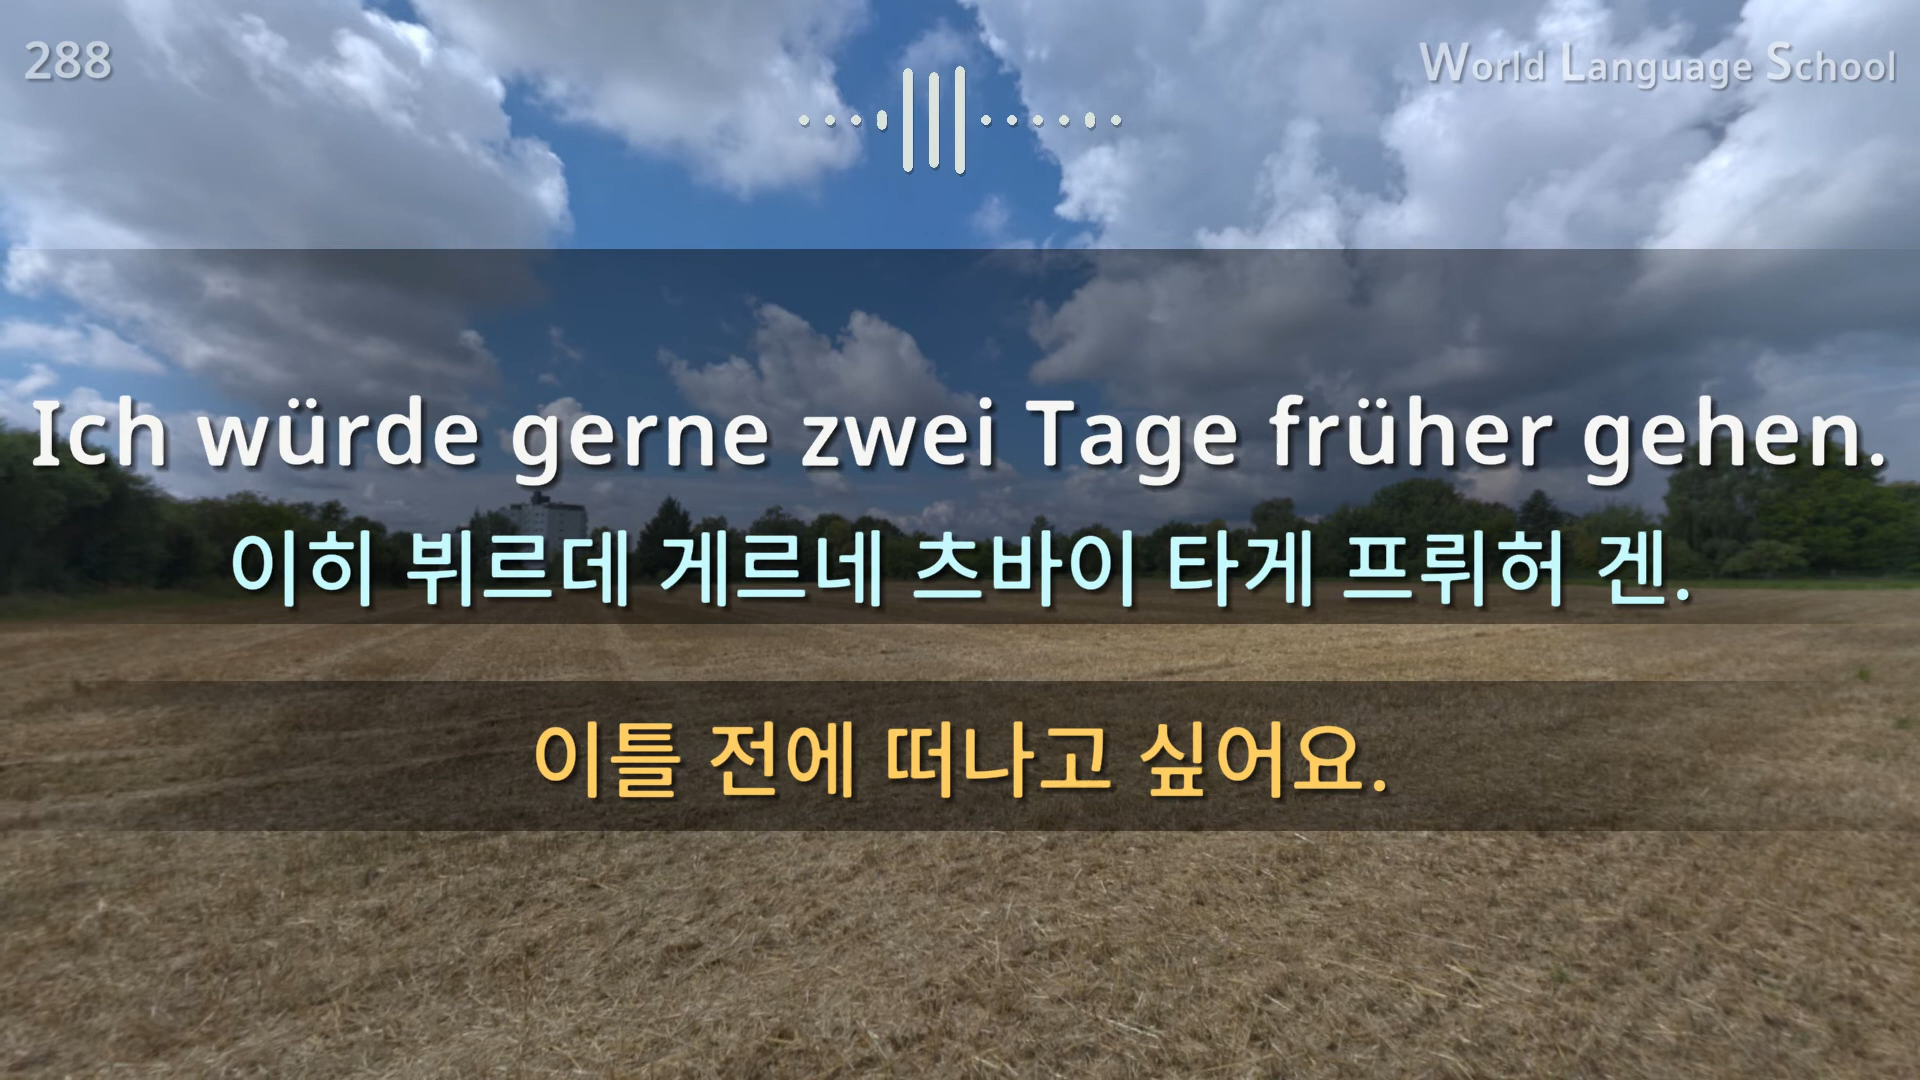 288
World Language School
Ich würde gerne zwei Tage früher gehen.
이히 뷔르데 게르네 츠바이 타게 프뤼허 겐.
이틀 전에 떠나고 싶어요.